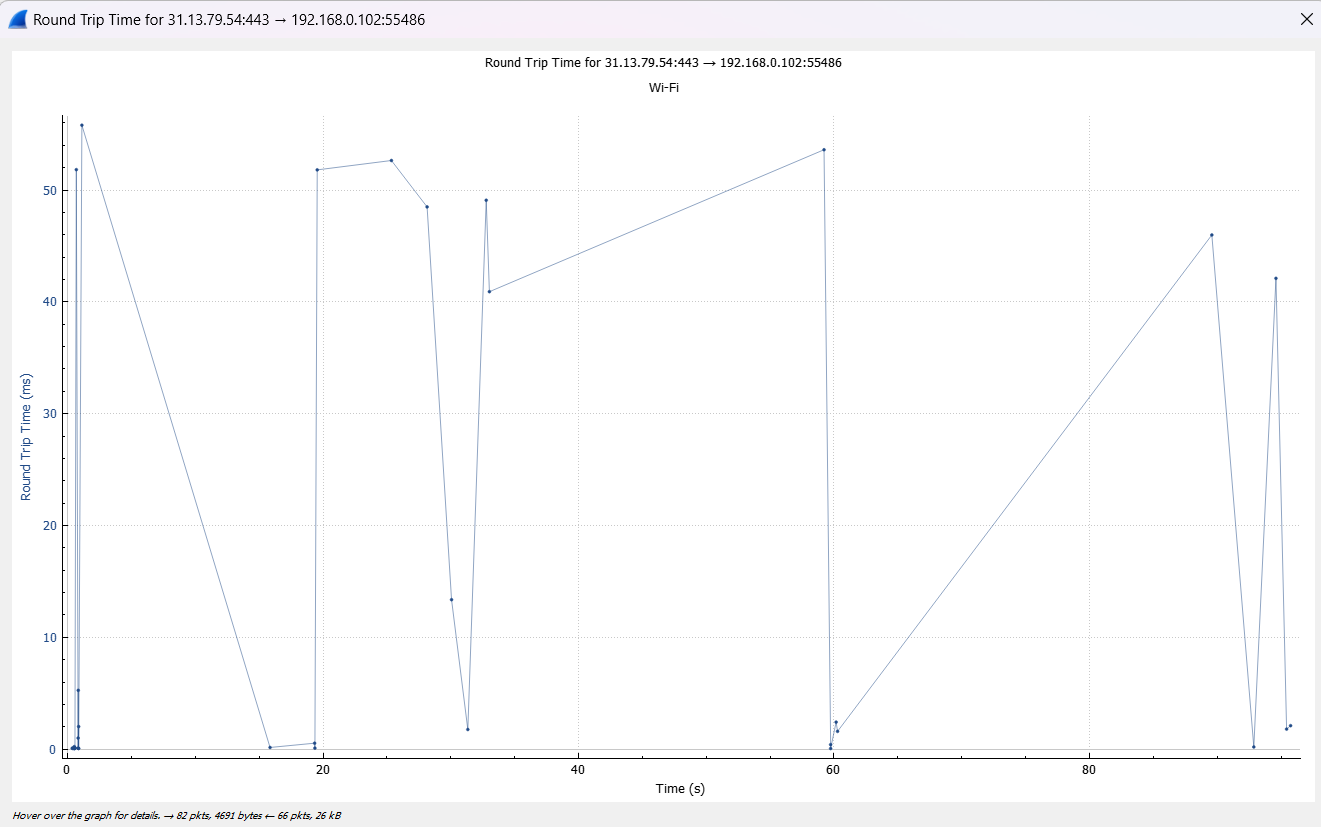 Round Trip Time for 31.13.79.54:443 → 192.168.0.102:55486
Round Trip Time for 31.13.79.54:443 → 192.168.0.102:55486
Wi-Fi
Round Trip Time (ms)
50
40
30
20
10
0
0 20 40 60 80
Time (s)
Hover over the graph for details. → 82 pkts, 4691 bytes ← 66 pkts, 26 kB